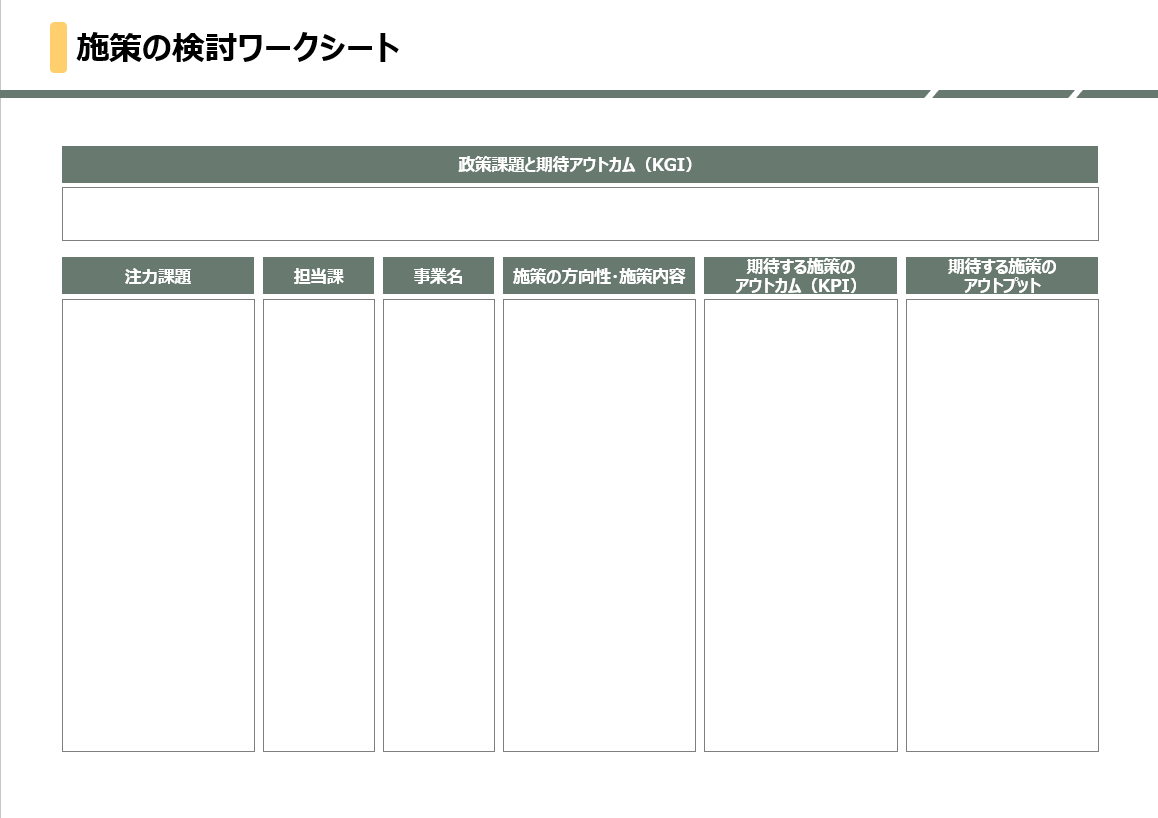 施策の検討ワークシート
政策課題と期待アウトカム（KGI）
注力課題
担当課
事業名
施策の方向性・施策内容
期待する施策の
アウトカム（KPI）
期待する施策の
アウトプット